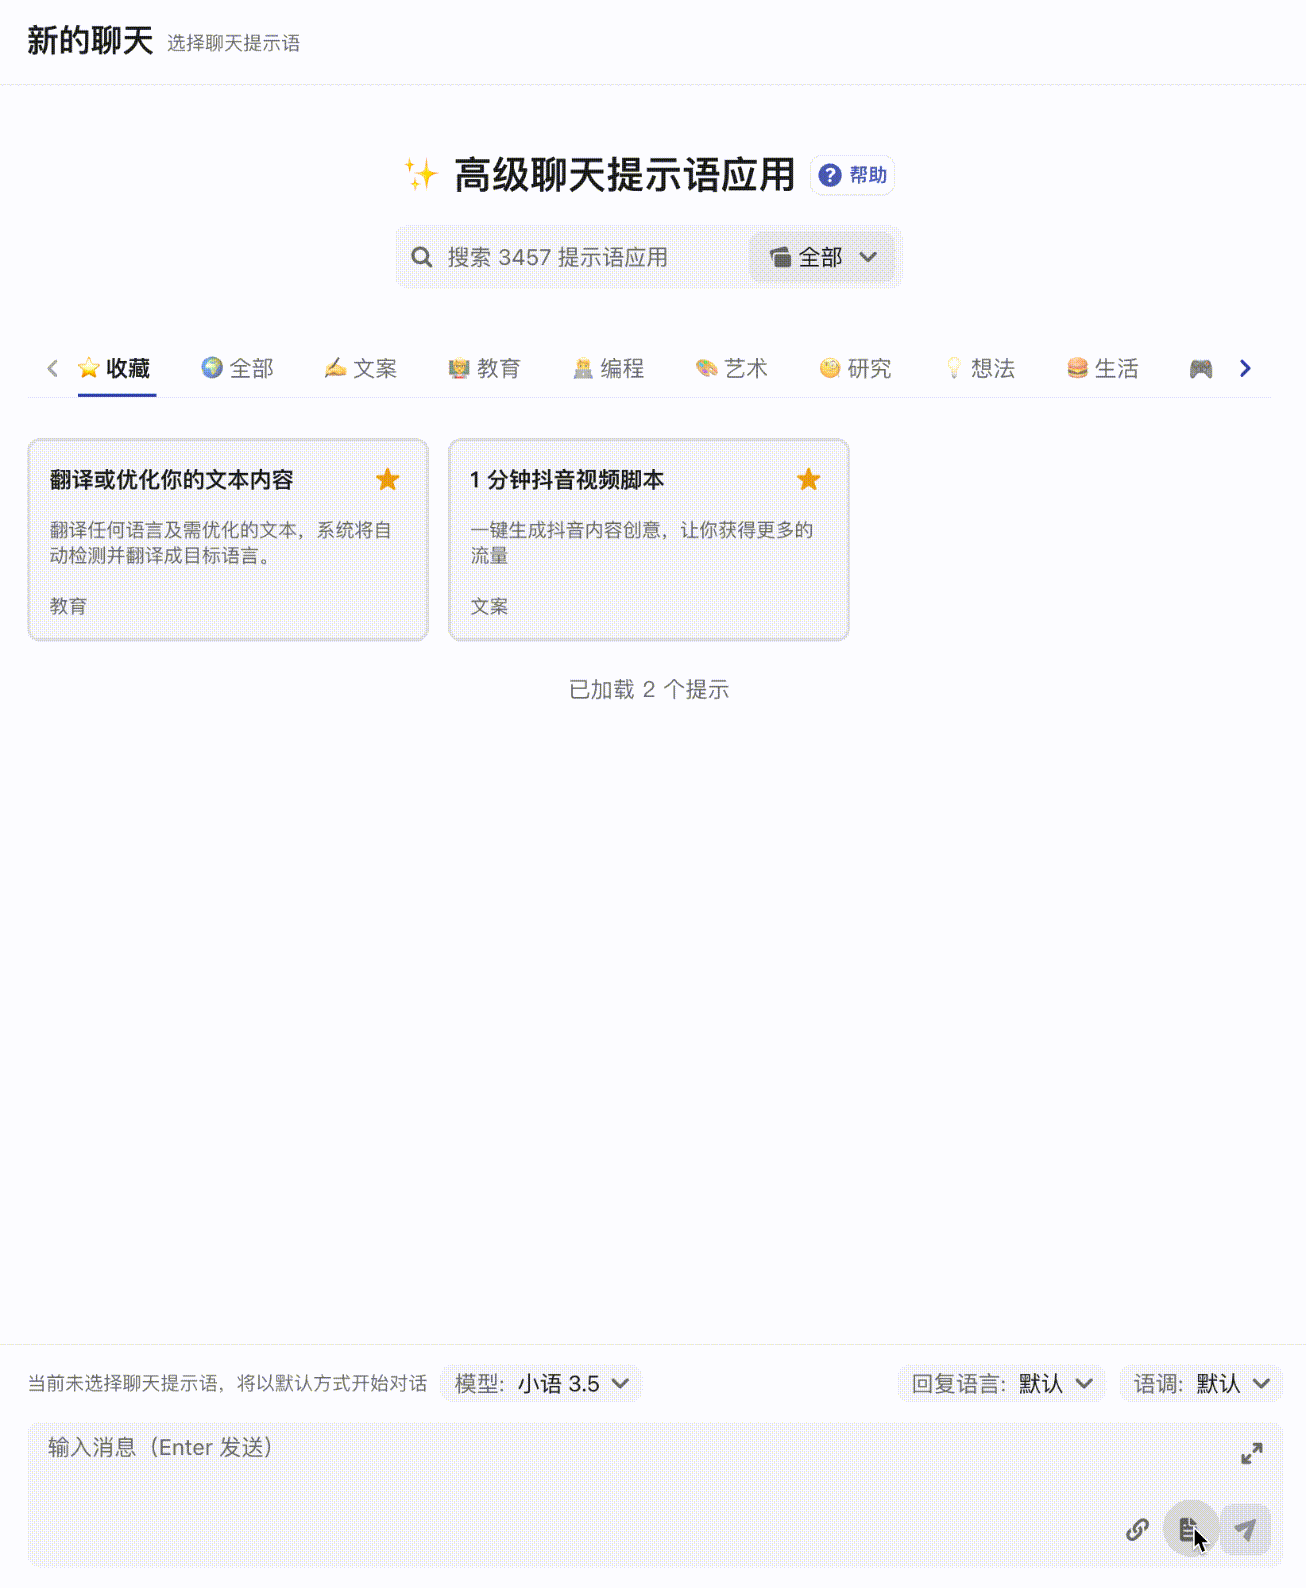 新的聊天 选择聊天提示语
✨ 高级聊天提示语应用 ? 帮助
搜索 3457 提示语应用 全部
⭐ 收藏 🌍 全部 ✍️ 文案 🧑‍🏫 教育 🧑‍💻 编程 🎨 艺术 🧐 研究 💡 想法 🍔 生活 🎮
翻译或优化你的文本内容
翻译任何语言及需优化的文本，系统将自
动检测并翻译成目标语言。
教育
1 分钟抖音视频脚本
一键生成抖音内容创意，让你获得更多的
流量
文案
已加载 2 个提示
当前未选择聊天提示语，将以默认方式开始对话 模型: 小语 3.5 回复语言: 默认 语调: 默认
输入消息（Enter 发送）